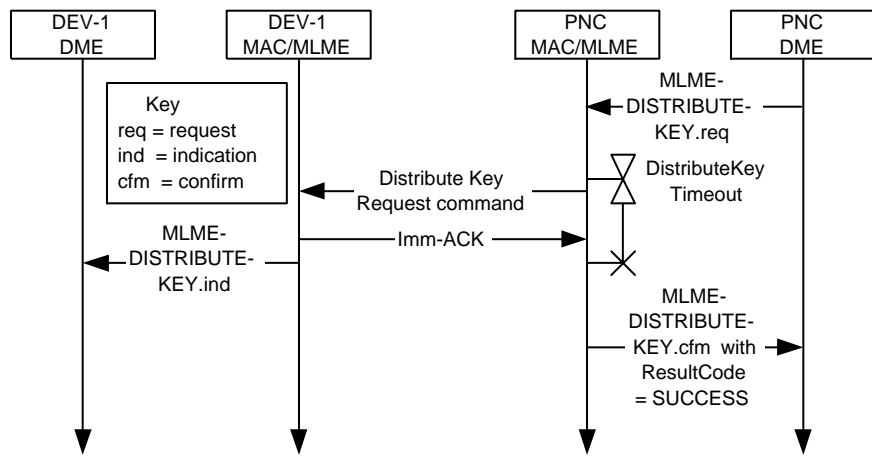 DEV-1
DME
DEV-1
MAC/MLME
PNC
MAC/MLME
PNC
DME
Key
req = request
ind = indication
cfm = confirm
MLME-
DISTRIBUTE-
KEY.req
DistributeKey
Timeout
Distribute Key
Request command
Imm-ACK
MLME-
DISTRIBUTE-
KEY.ind
MLME-
DISTRIBUTE-
KEY.cfm with
ResultCode
= SUCCESS